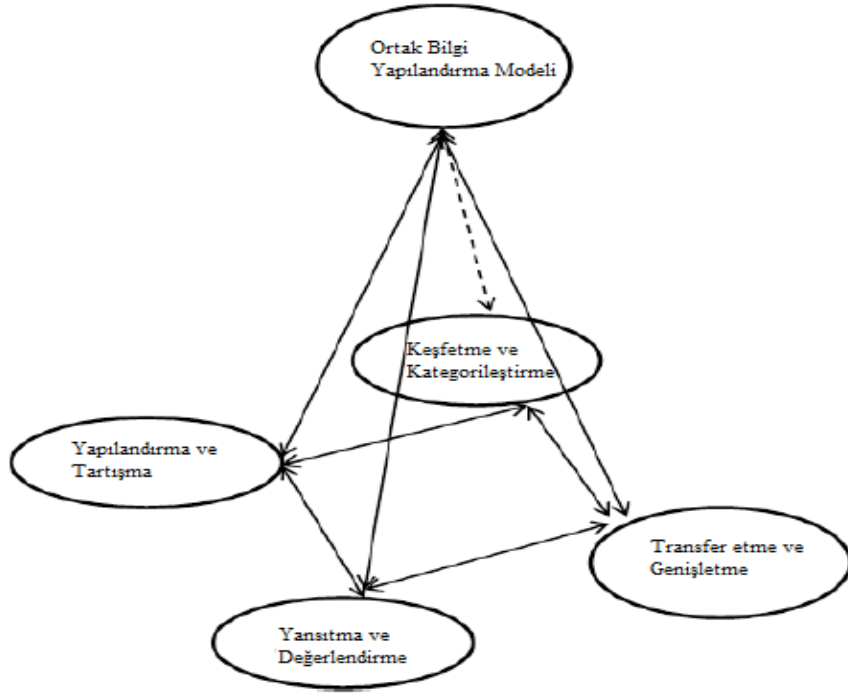 Ortak Bilgi
Yapılandırma Modeli
Keşfetme ve
Kategorileştirme
Yapılandırma ve
Tartışma
Transfer etme ve
Genişletme
Yansıtma ve
Değerlendirme